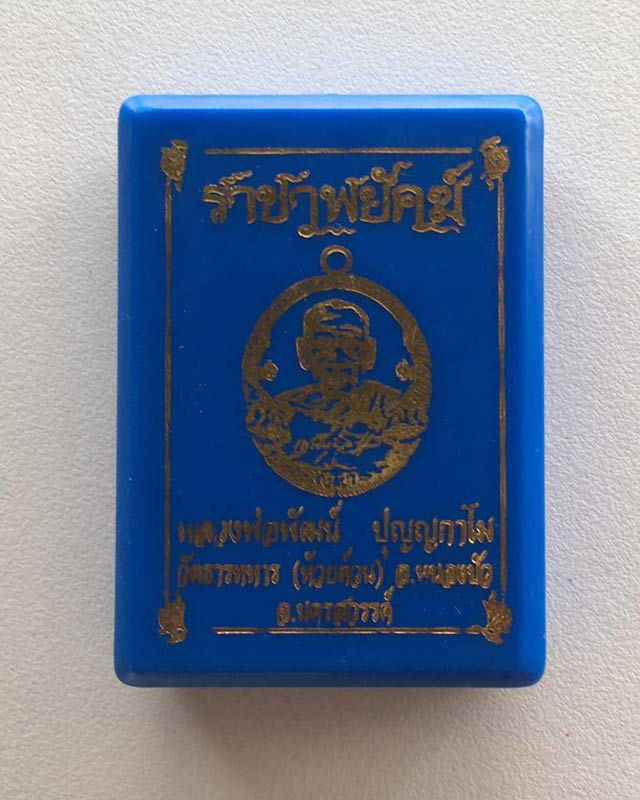 ราชาพยัคฆ์
หลวงพ่อพัฒน์ ปุญญกาโม
วัดธารทหาร (ห้วยด้วน) อ.หนองบัว
จ.นครสวรรค์